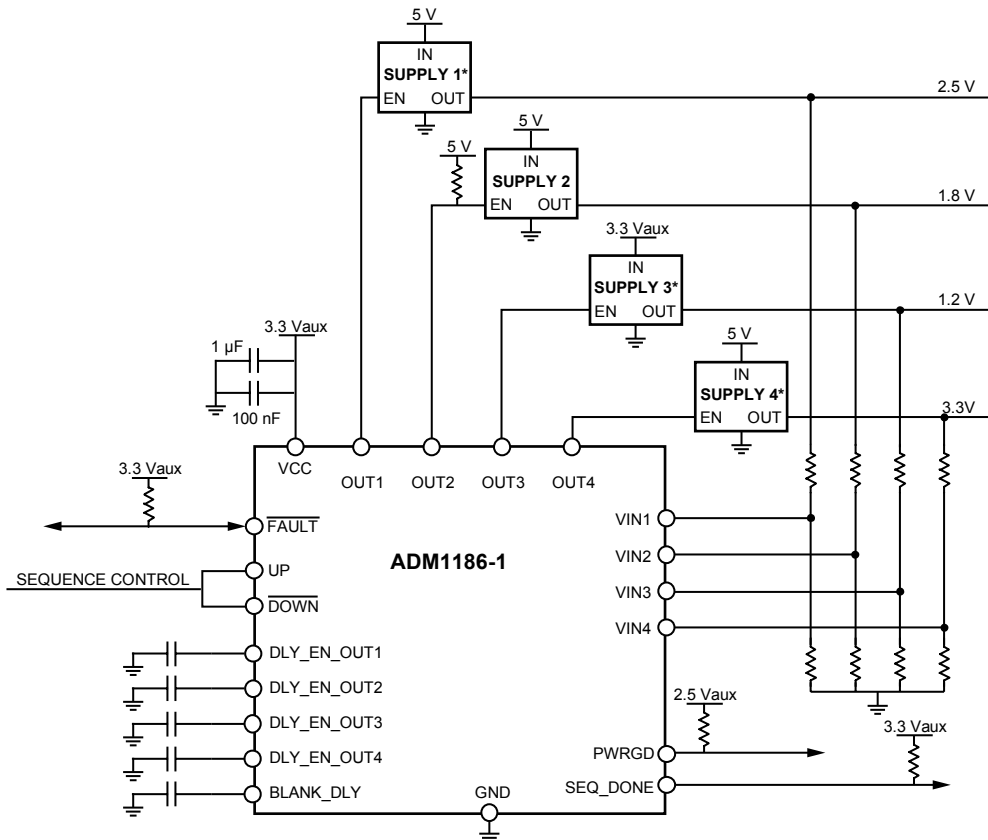 5 V
IN
SUPPLY 1*
EN OUT
2.5 V
5 V
5 V
IN
SUPPLY 2
EN OUT
1.8 V
3.3 Vaux
IN
SUPPLY 3*
EN OUT
1.2 V
3.3 Vaux
1 µF
100 nF
5 V
IN
SUPPLY 4*
EN OUT
3.3V
VCC
OUT1
OUT2
OUT3
OUT4
3.3 Vaux
FAULT
VIN1
ADM1186-1
VIN2
UP
SEQUENCE CONTROL
DOWN
VIN3
VIN4
DLY_EN_OUT1
DLY_EN_OUT2
DLY_EN_OUT3
DLY_EN_OUT4
BLANK_DLY
GND
2.5 Vaux
PWRGD
3.3 Vaux
SEQ_DONE